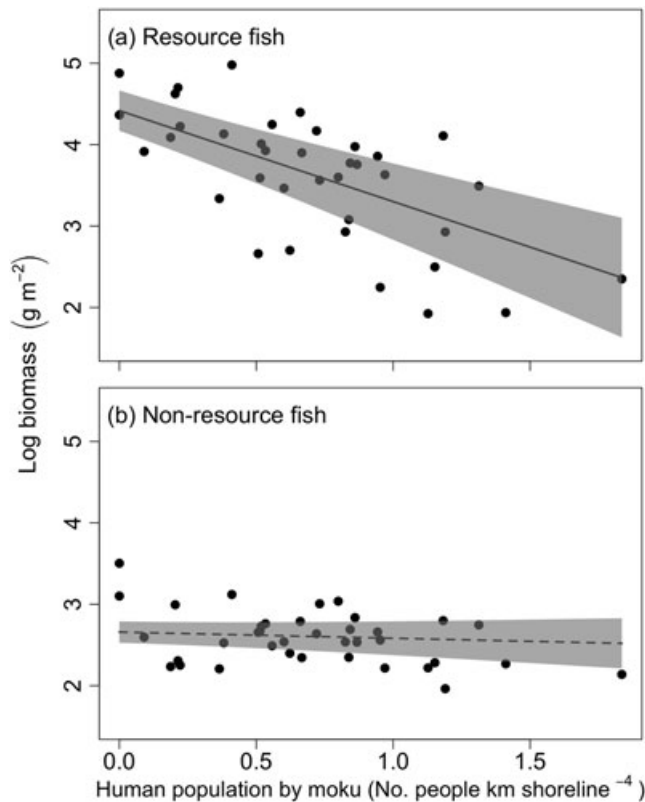 (a) Resource fish
5
4
3
2
Log biomass (g m⁻²)
(b) Non-resource fish
5
4
3
2
0.0 0.5 1.0 1.5
Human population by moku (No. people km shoreline ⁻⁴)